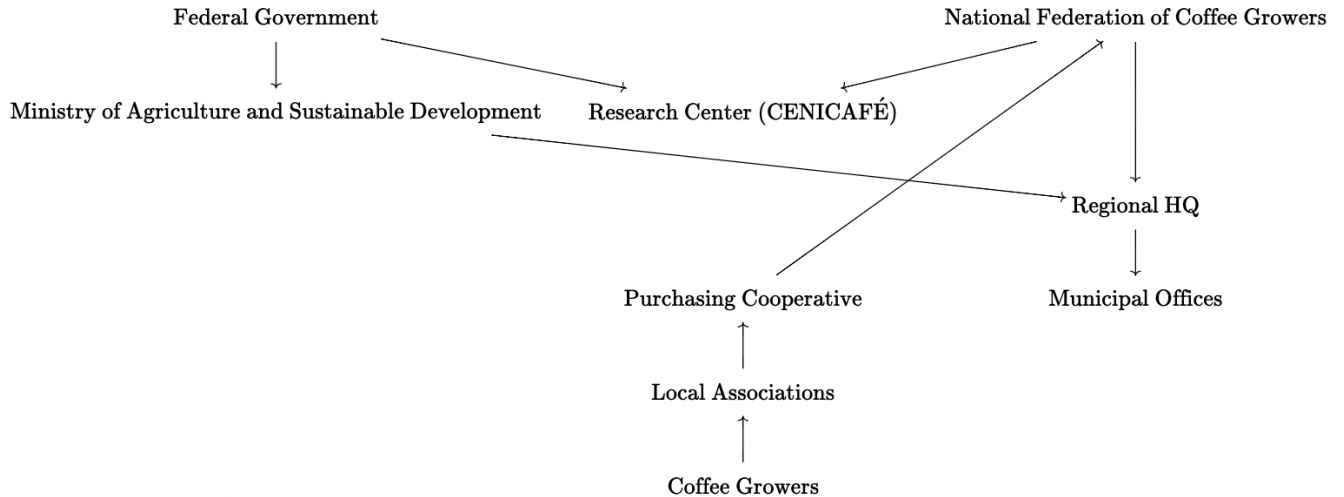 Federal Government
National Federation of Coffee Growers
Ministry of Agriculture and Sustainable Development
Research Center (CENICAFÉ)
Regional HQ
Purchasing Cooperative
Municipal Offices
Local Associations
Coffee Growers